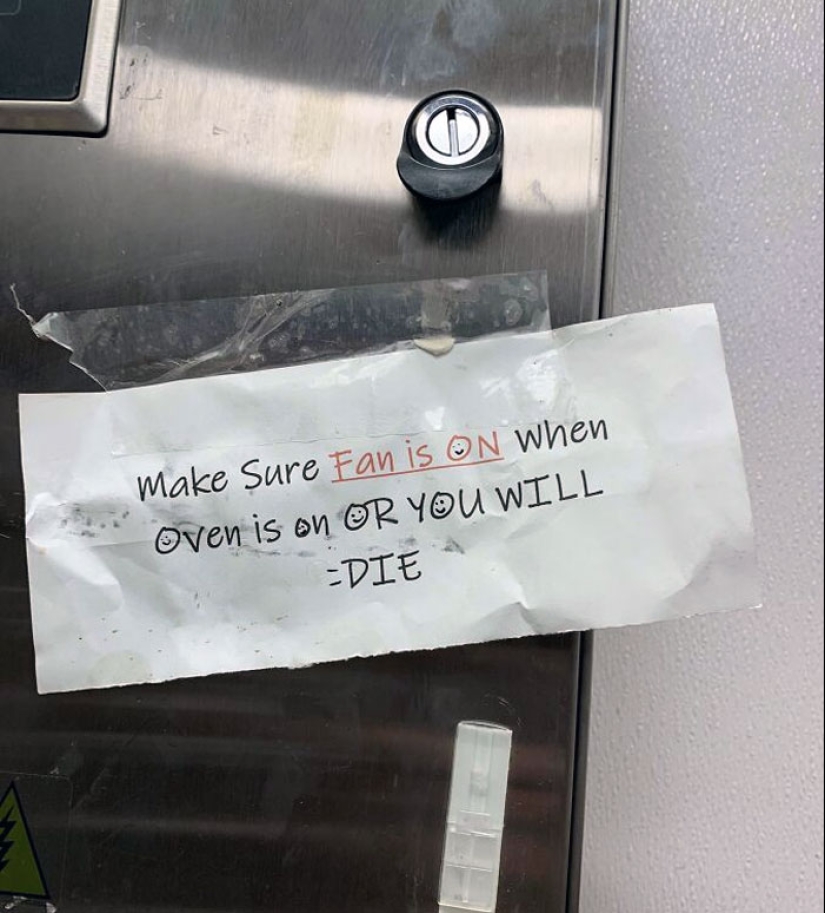 Make Sure Fan is ON When
Oven is on OR YOU WILL
=DIE